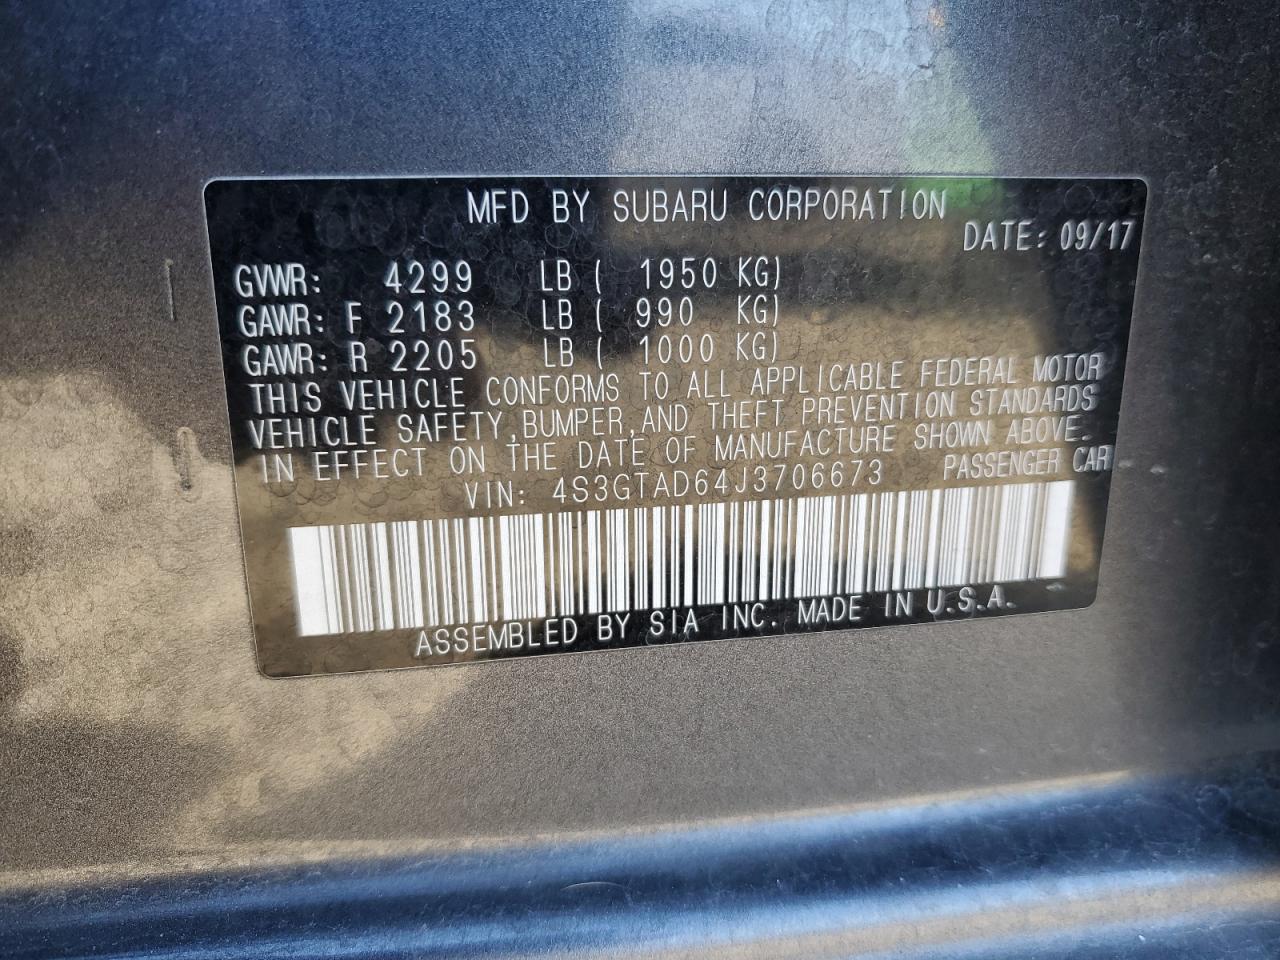 MFD BY SUBARU CORPORATION
DATE: 09/17
GVWR: 4299 LB ( 1950 KG)
GAWR: F 2183 LB ( 990 KG)
GAWR: R 2205 LB ( 1000 KG)
THIS VEHICLE CONFORMS TO ALL APPLICABLE FEDERAL MOTOR
VEHICLE SAFETY, BUMPER, AND THEFT PREVENTION STANDARDS
IN EFFECT ON THE DATE OF MANUFACTURE SHOWN ABOVE.
VIN: 4S3GTAD64J3706673 PASSENGER CAR
ASSEMBLED BY SIA INC. MADE IN U.S.A.